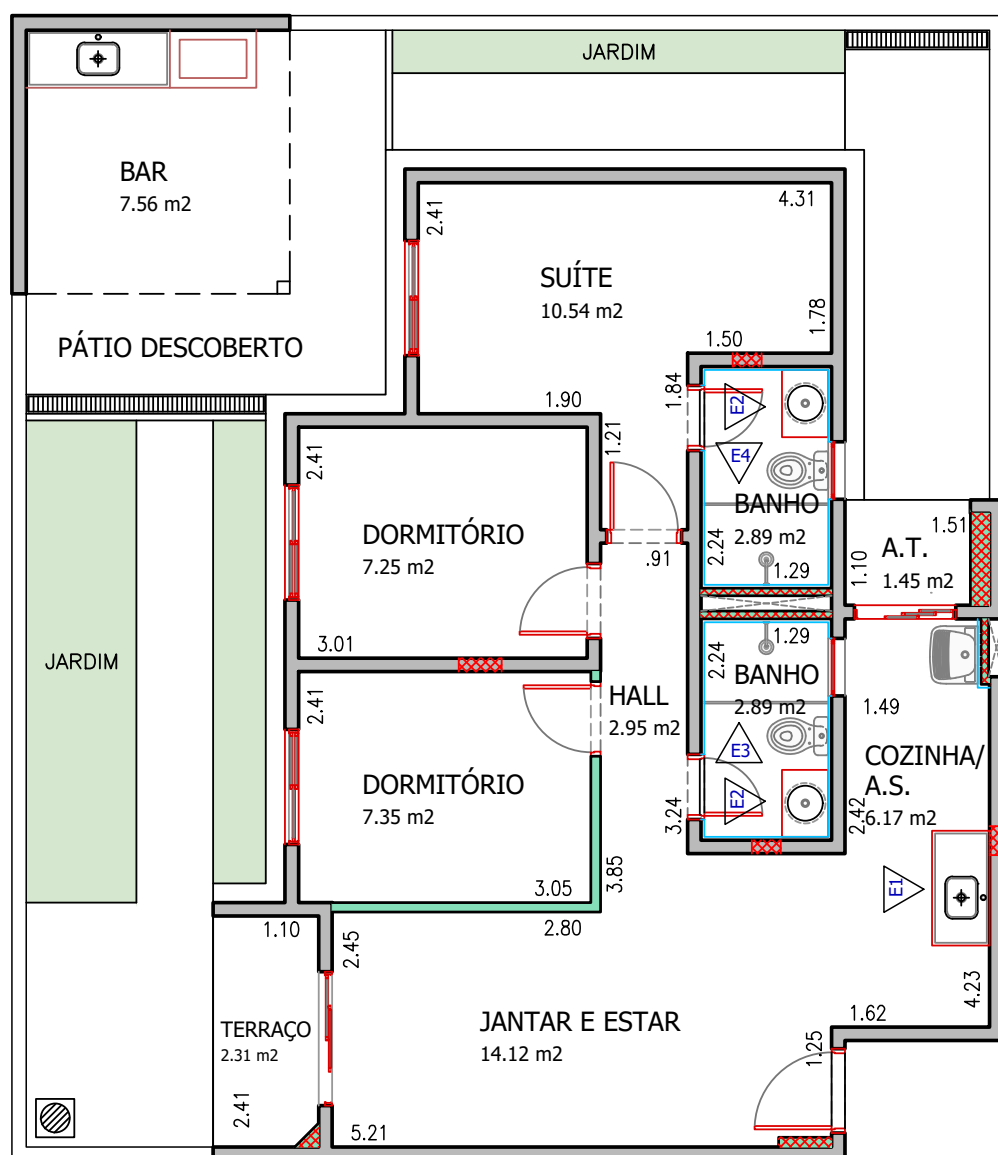 JARDIM
BAR
7.56 m2
4.31
2.41
SUÍTE
10.54 m2
1.78
1.50
PÁTIO DESCOBERTO
1.90
1.84
E2
1.21
2.41
E4
BANHO
2.89 m2
DORMITÓRIO
7.25 m2
.91
2.24
1.29
1.51
A.T.
1.45 m2
1.10
3.01
1.29
2.24
JARDIM
BANHO
2.89 m2
HALL
2.95 m2
2.41
1.49
E3
COZINHA/
A.S.
6.17 m2
DORMITÓRIO
7.35 m2
E2
3.24
2.42
3.05
3.85
E1
1.10
2.45
2.80
4.23
TERRAÇO
2.31 m2
JANTAR E ESTAR
14.12 m2
1.62
1.25
2.41
5.21